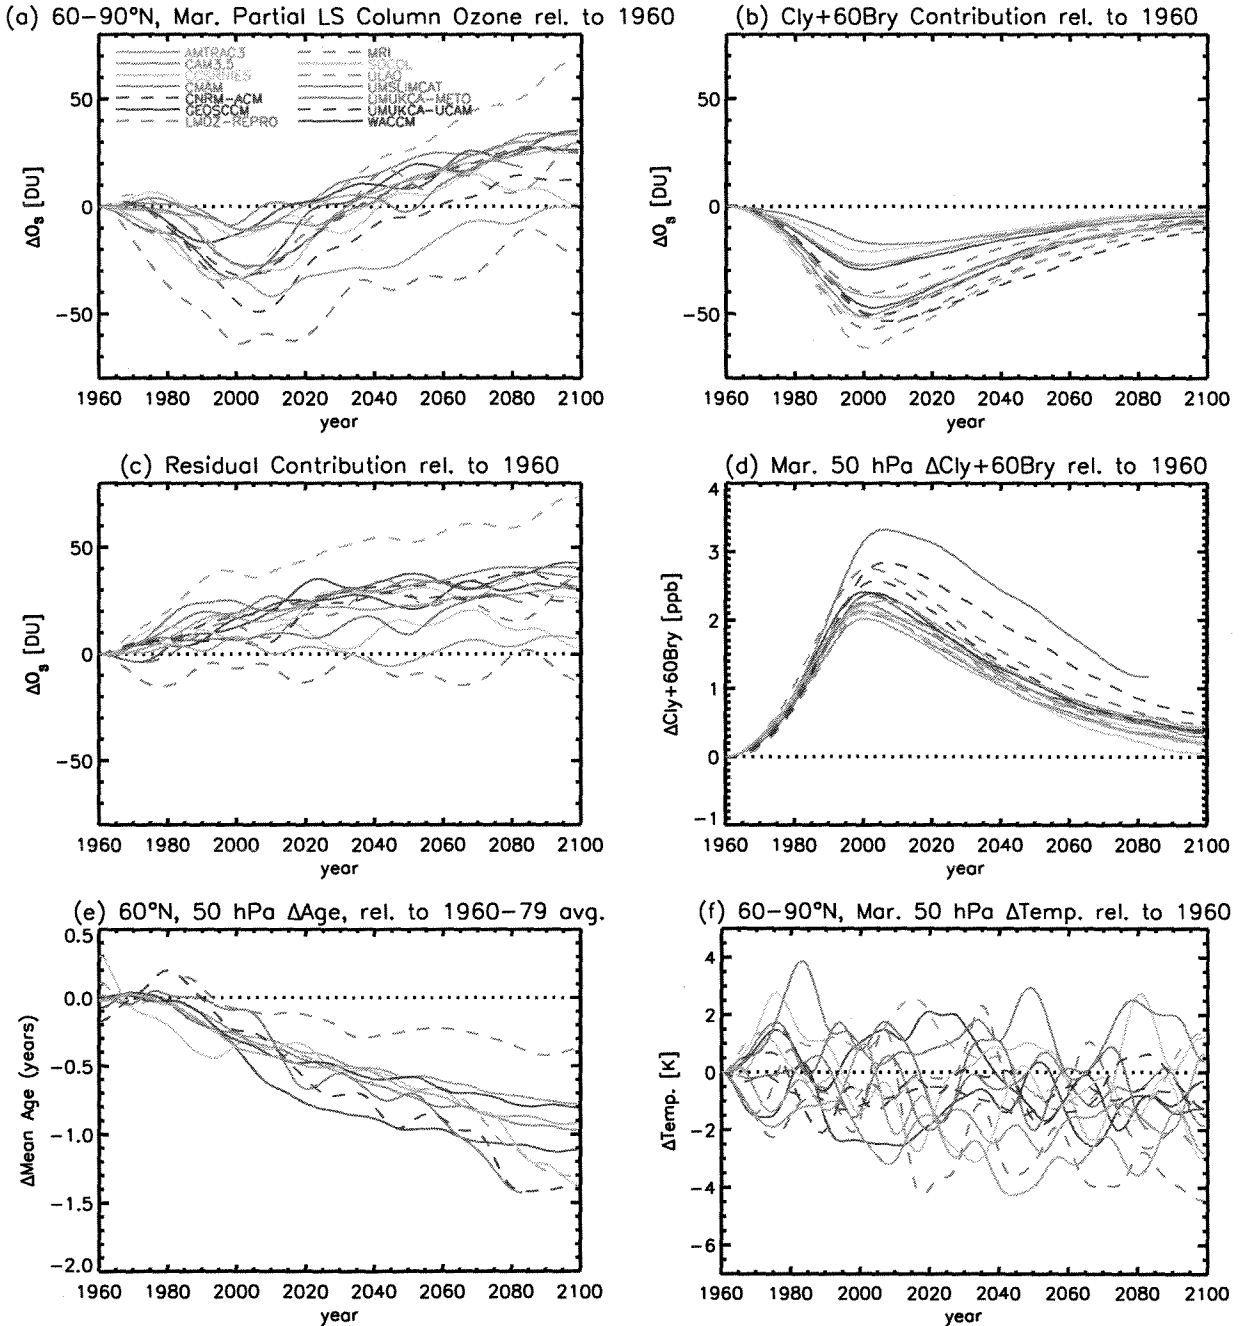 (a) 60-90°N, Mar. Partial LS Column Ozone rel. to 1960
ΔO₃ [DU]
50
0
-50
AMTRAC3
CAM3.5
CCSRNIES
CMAM
CNRM-ACM
GEOSCCM
LMDZ-REPRO
MRI
SOCOL
ULAQ
UMSLIMCAT
UMUKCA-METO
UMUKCA-UCAM
WACCM
1960 1980 2000 2020 2040 2060 2080 2100
year
(b) Cly+60Bry Contribution rel. to 1960
ΔO₃ [DU]
50
0
-50
1960 1980 2000 2020 2040 2060 2080 2100
year
(c) Residual Contribution rel. to 1960
ΔO₃ [DU]
50
0
-50
1960 1980 2000 2020 2040 2060 2080 2100
year
(d) Mar. 50 hPa ΔCly+60Bry rel. to 1960
ΔCly+60Bry [ppb]
4
3
2
1
0
-1
1960 1980 2000 2020 2040 2060 2080 2100
year
(e) 60°N, 50 hPa ΔAge, rel. to 1960-79 avg.
ΔMean Age (years)
0.5
0.0
-0.5
-1.0
-1.5
-2.0
1960 1980 2000 2020 2040 2060 2080 2100
year
(f) 60-90°N, Mar. 50 hPa ΔTemp. rel. to 1960
ΔTemp. [K]
4
2
0
-2
-4
-6
1960 1980 2000 2020 2040 2060 2080 2100
year